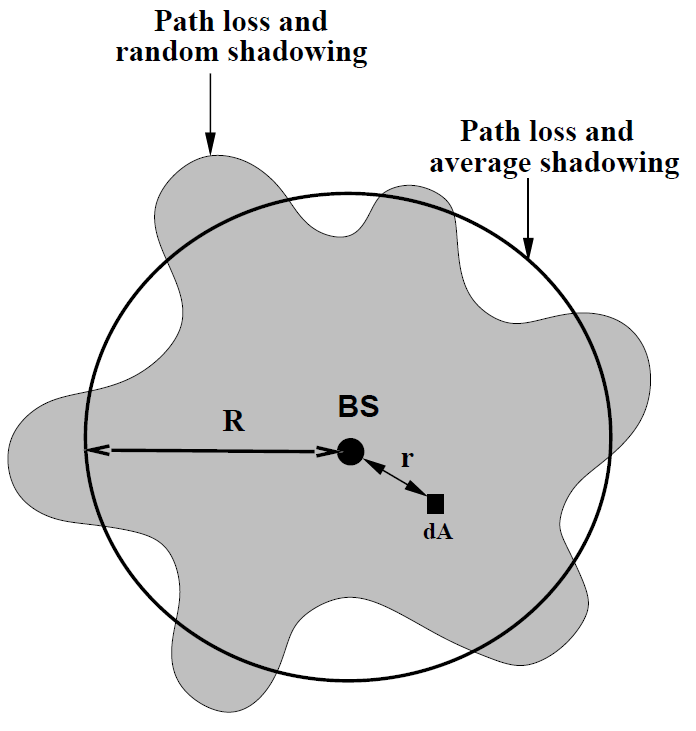 Path loss and
random shadowing
Path loss and
average shadowing
BS
R
r
dA